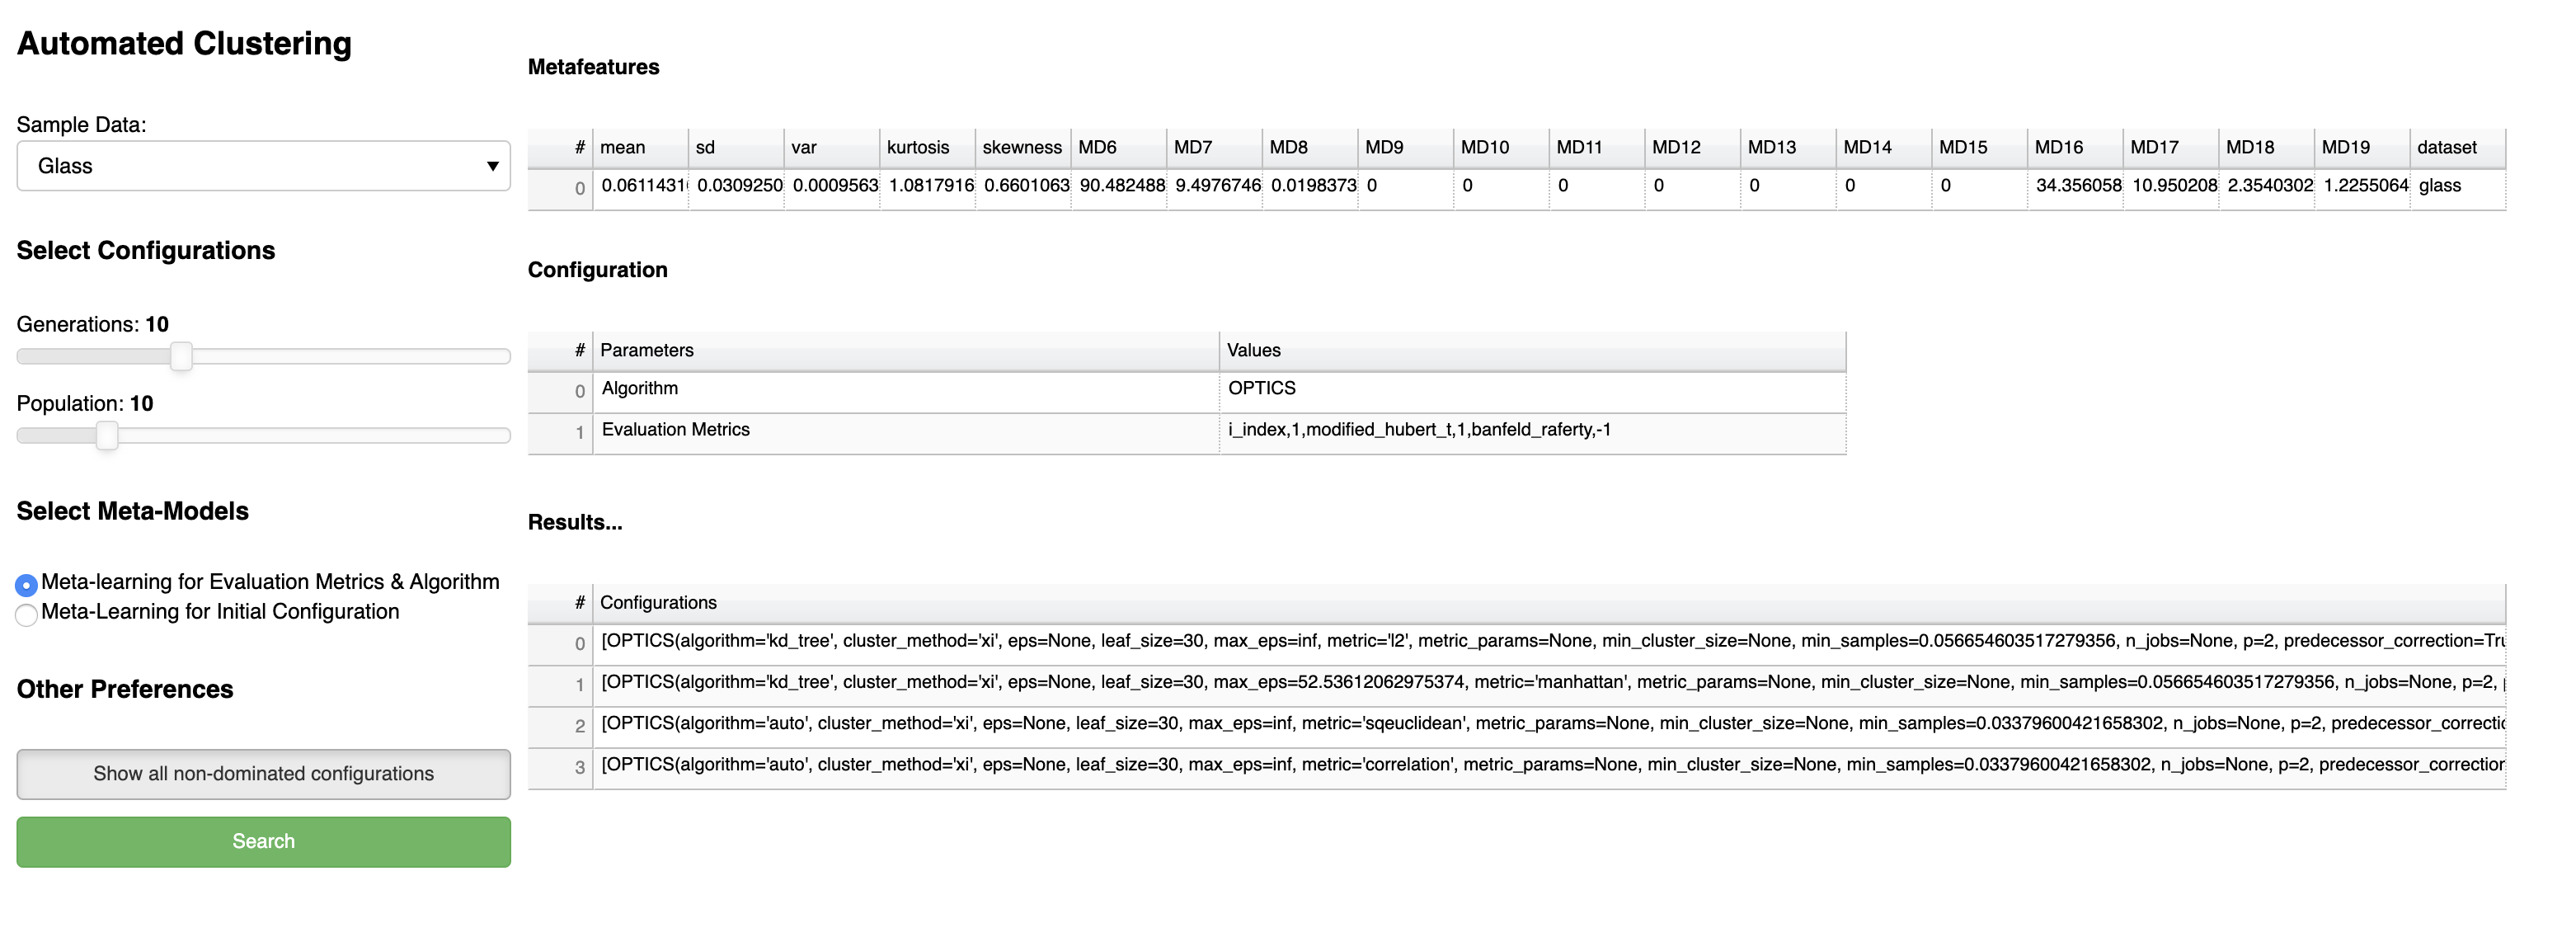 Automated Clustering
Sample Data:
Glass
Select Configurations
Generations: 10
Population: 10
Select Meta-Models
Meta-learning for Evaluation Metrics & Algorithm
Meta-Learning for Initial Configuration
Other Preferences
Show all non-dominated configurations
Search
Metafeatures
# mean sd var kurtosis skewness MD6 MD7 MD8 MD9 MD10 MD11 MD12 MD13 MD14 MD15 MD16 MD17 MD18 MD19 dataset
0 0.0611431 0.0309250 0.0009563 1.0817916 0.6601063 90.482488 9.4976746 0.0198373 0 0 0 0 0 0 0 34.356058 10.950208 2.3540302 1.2255064 glass
Configuration
# Parameters Values
0 Algorithm OPTICS
1 Evaluation Metrics i_index,1,modified_hubert_t,1,banfeld_raferty,-1
Results...
# Configurations
0 [OPTICS(algorithm='kd_tree', cluster_method='xi', eps=None, leaf_size=30, max_eps=inf, metric='l2', metric_params=None, min_cluster_size=None, min_samples=0.056654603517279356, n_jobs=None, p=2, predecessor_correction=Tru
1 [OPTICS(algorithm='kd_tree', cluster_method='xi', eps=None, leaf_size=30, max_eps=52.53612062975374, metric='manhattan', metric_params=None, min_cluster_size=None, min_samples=0.056654603517279356, n_jobs=None, p=2,
2 [OPTICS(algorithm='auto', cluster_method='xi', eps=None, leaf_size=30, max_eps=inf, metric='sqeuclidean', metric_params=None, min_cluster_size=None, min_samples=0.03379600421658302, n_jobs=None, p=2, predecessor_correctio
3 [OPTICS(algorithm='auto', cluster_method='xi', eps=None, leaf_size=30, max_eps=inf, metric='correlation', metric_params=None, min_cluster_size=None, min_samples=0.03379600421658302, n_jobs=None, p=2, predecessor_correction